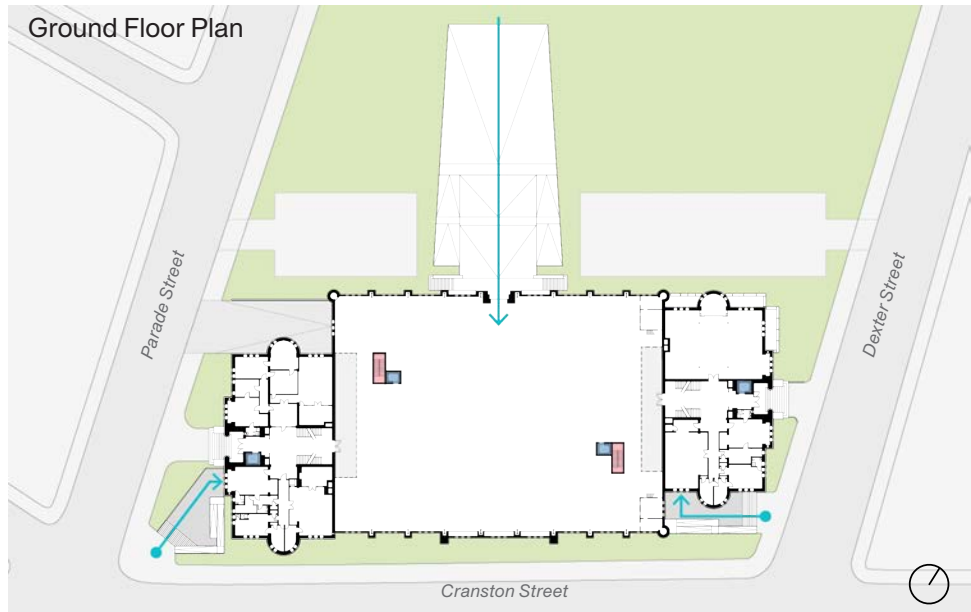 Ground Floor Plan
Parade Street
Dexter Street
Cranston Street